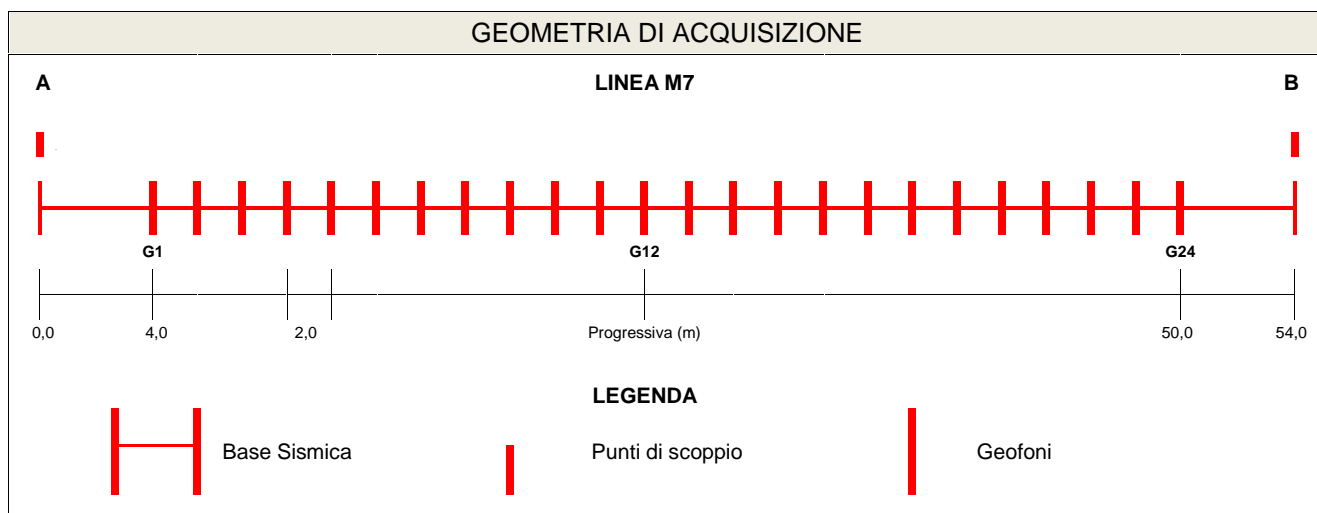 GEOMETRIA DI ACQUISIZIONE
A LINEA M7 B
G1 G12 G24
0,0 4,0 2,0 Progressiva (m) 50,0 54,0
LEGENDA
Base Sismica Punti di scoppio Geofoni